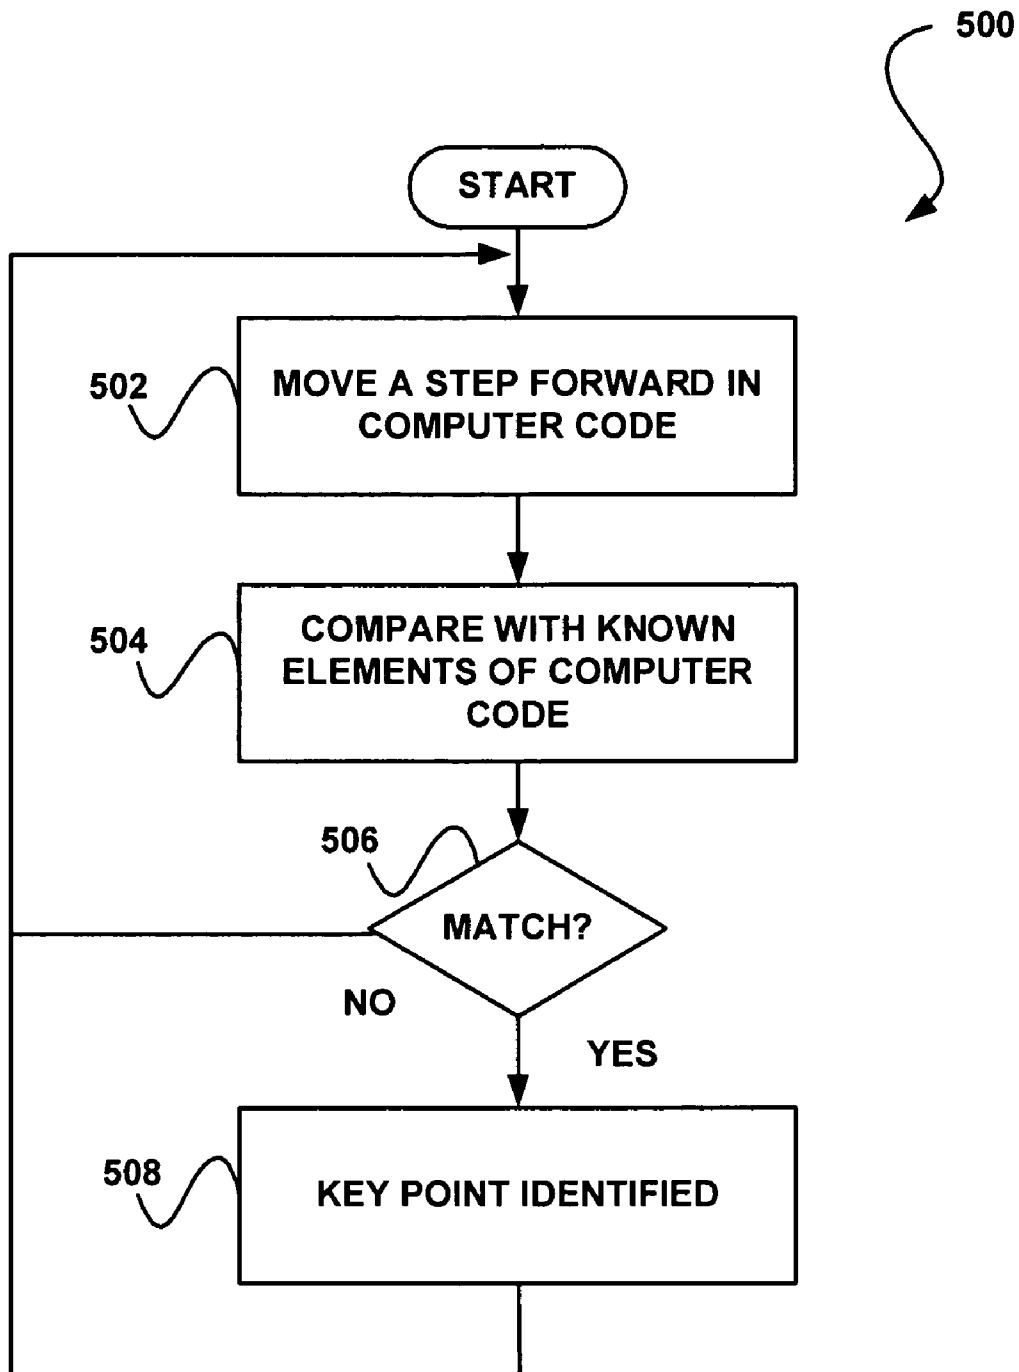 500
START
502
MOVE A STEP FORWARD IN
COMPUTER CODE
504
COMPARE WITH KNOWN
ELEMENTS OF COMPUTER
CODE
506
MATCH?
NO
YES
508
KEY POINT IDENTIFIED